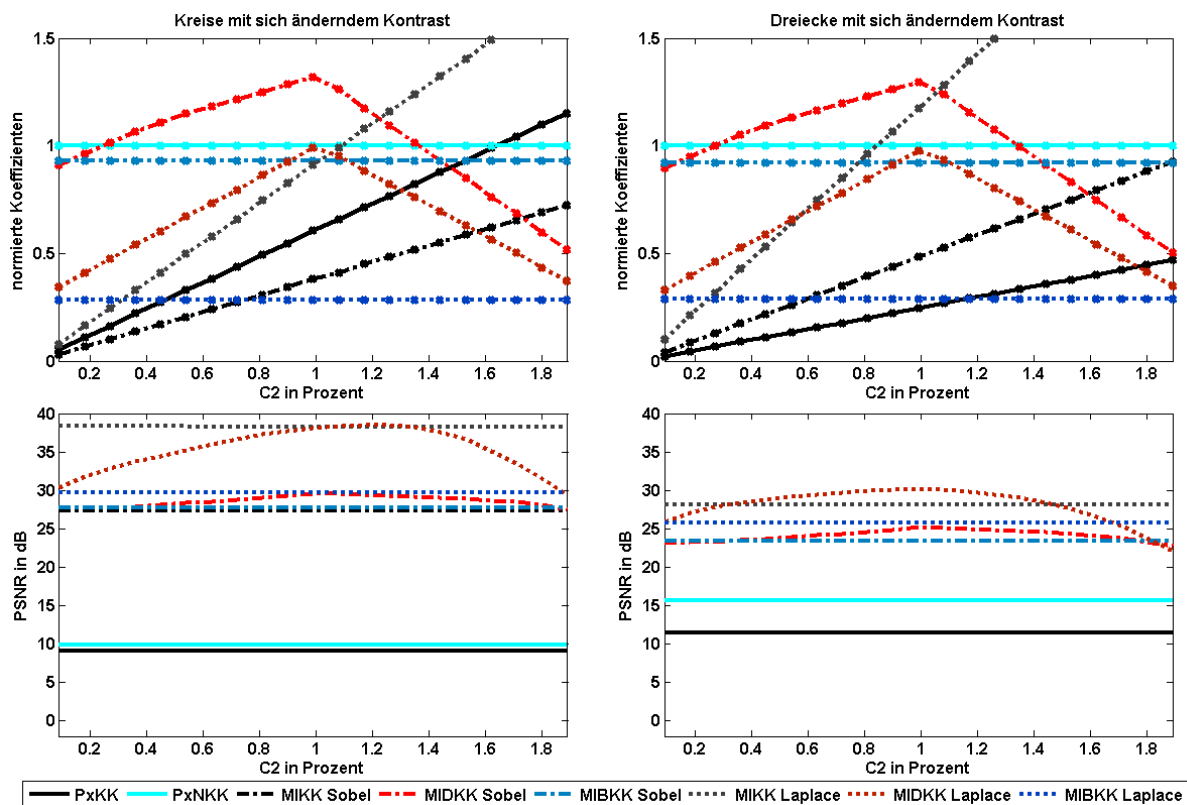 Kreise mit sich änderndem Kontrast
normierte Koeffizienten
1.5
1
0.5
0
0.2 0.4 0.6 0.8 1 1.2 1.4 1.6 1.8
C2 in Prozent
Dreiecke mit sich änderndem Kontrast
normierte Koeffizienten
1.5
1
0.5
0
0.2 0.4 0.6 0.8 1 1.2 1.4 1.6 1.8
C2 in Prozent
PSNR in dB
40
35
30
25
20
15
10
5
0
0.2 0.4 0.6 0.8 1 1.2 1.4 1.6 1.8
C2 in Prozent
PSNR in dB
40
35
30
25
20
15
10
5
0
0.2 0.4 0.6 0.8 1 1.2 1.4 1.6 1.8
C2 in Prozent
PxKK PxNKK MIKK Sobel MIDKK Sobel MIBKK Sobel MIKK Laplace MIDKK Laplace MIBKK Laplace